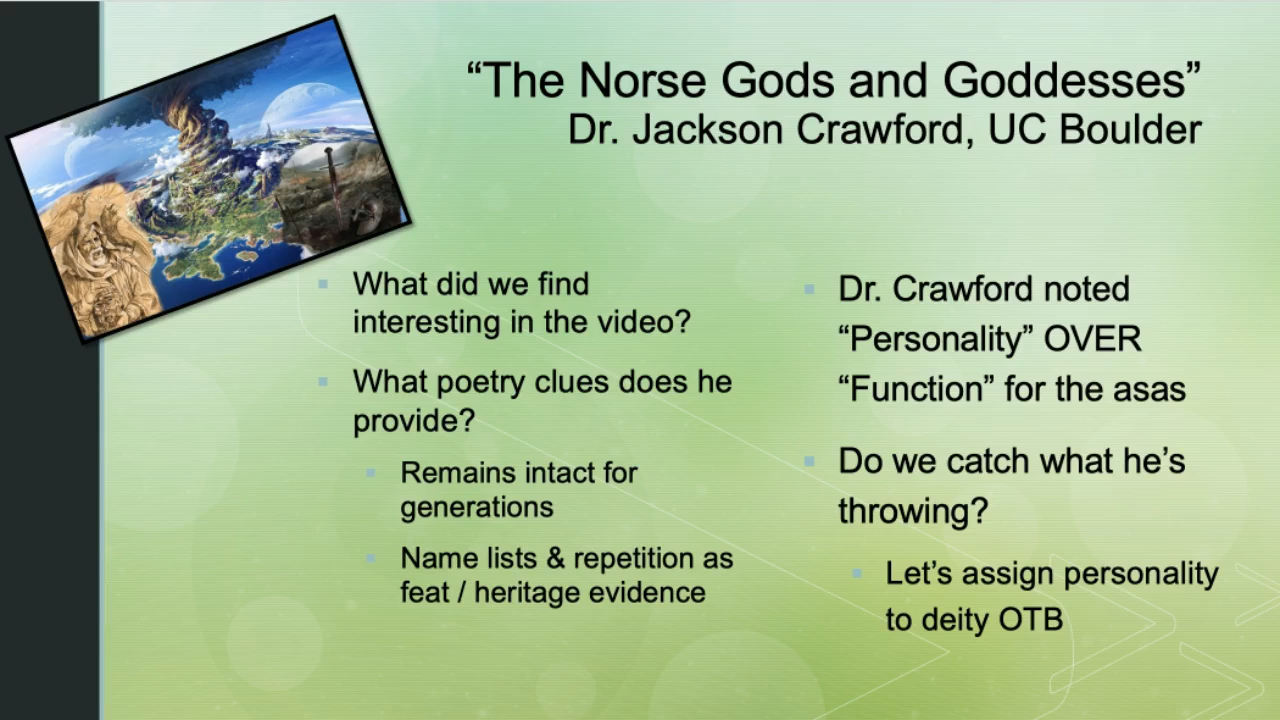 “The Norse Gods and Goddesses”
Dr. Jackson Crawford, UC Boulder
What did we find
interesting in the video?
What poetry clues does he
provide?
Remains intact for
generations
Name lists & repetition as
feat / heritage evidence
Dr. Crawford noted
“Personality” OVER
“Function” for the asas
Do we catch what he’s
throwing?
Let’s assign personality
to deity OTB